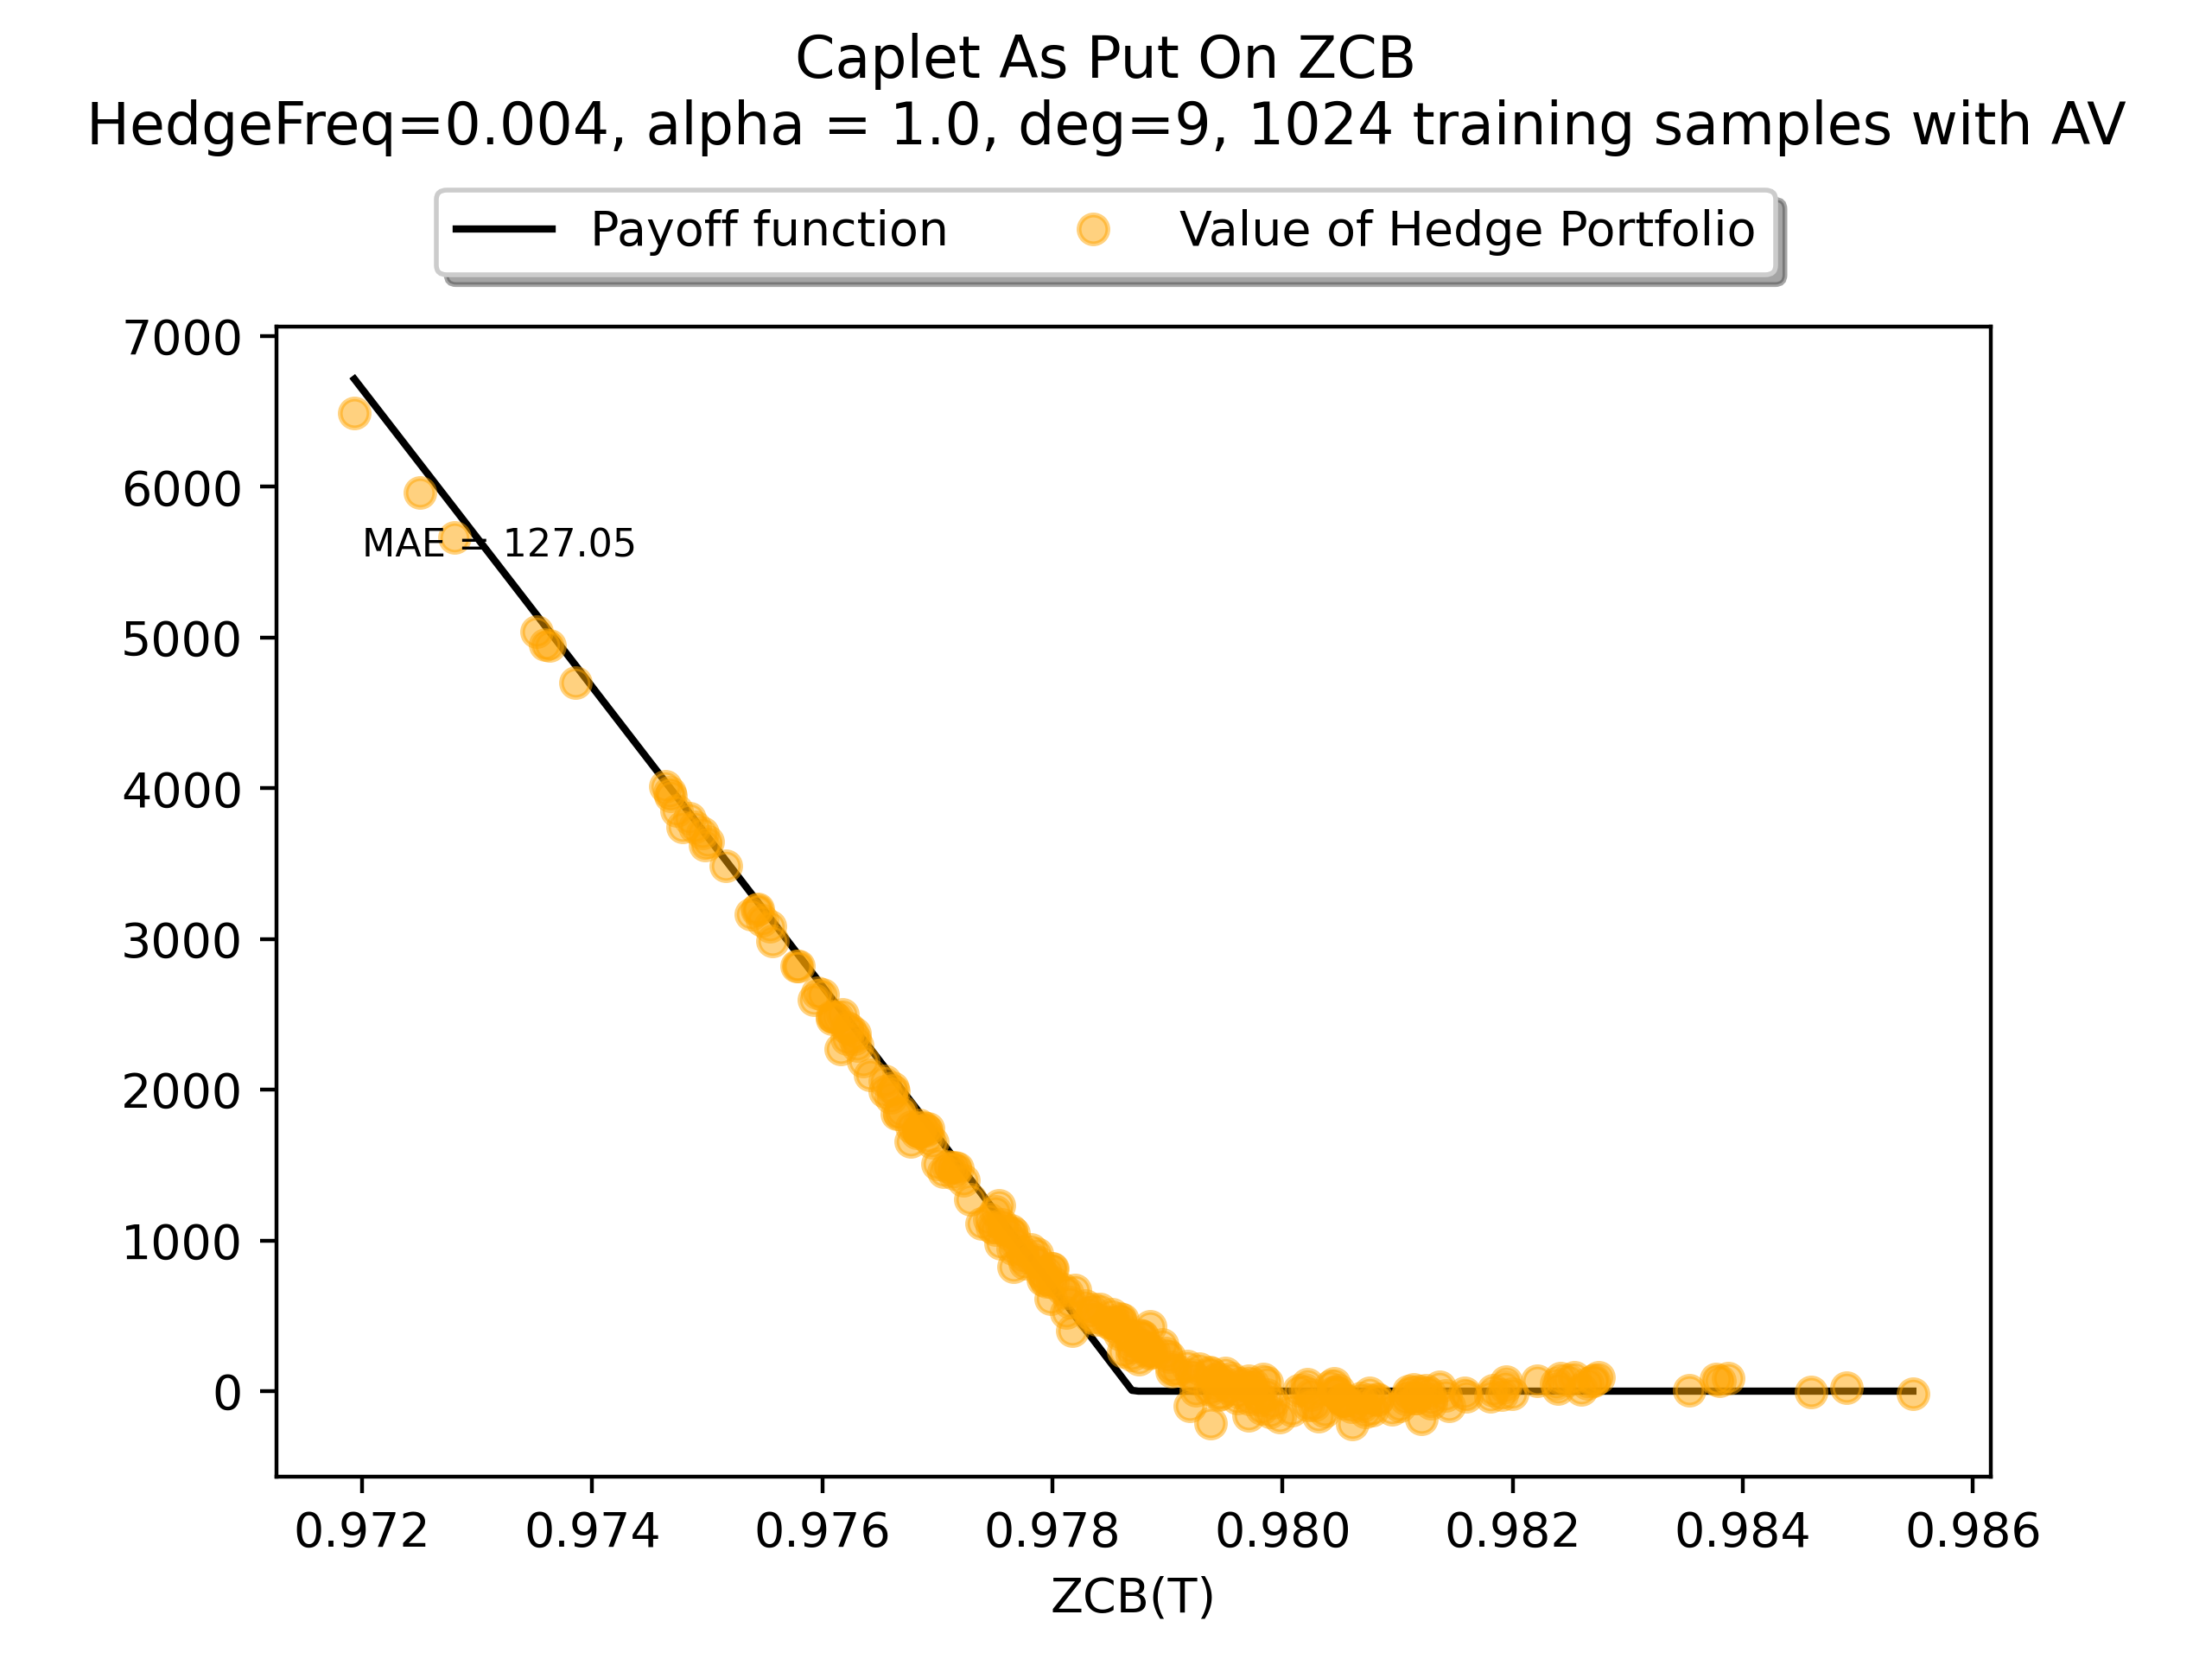 Caplet As Put On ZCB
HedgeFreq=0.004, alpha = 1.0, deg=9, 1024 training samples with AV
Payoff function
Value of Hedge Portfolio
7000
6000
MAE = 127.05
5000
4000
3000
2000
1000
0
0.972
0.974
0.976
0.978
0.980
0.982
0.984
0.986
ZCB(T)